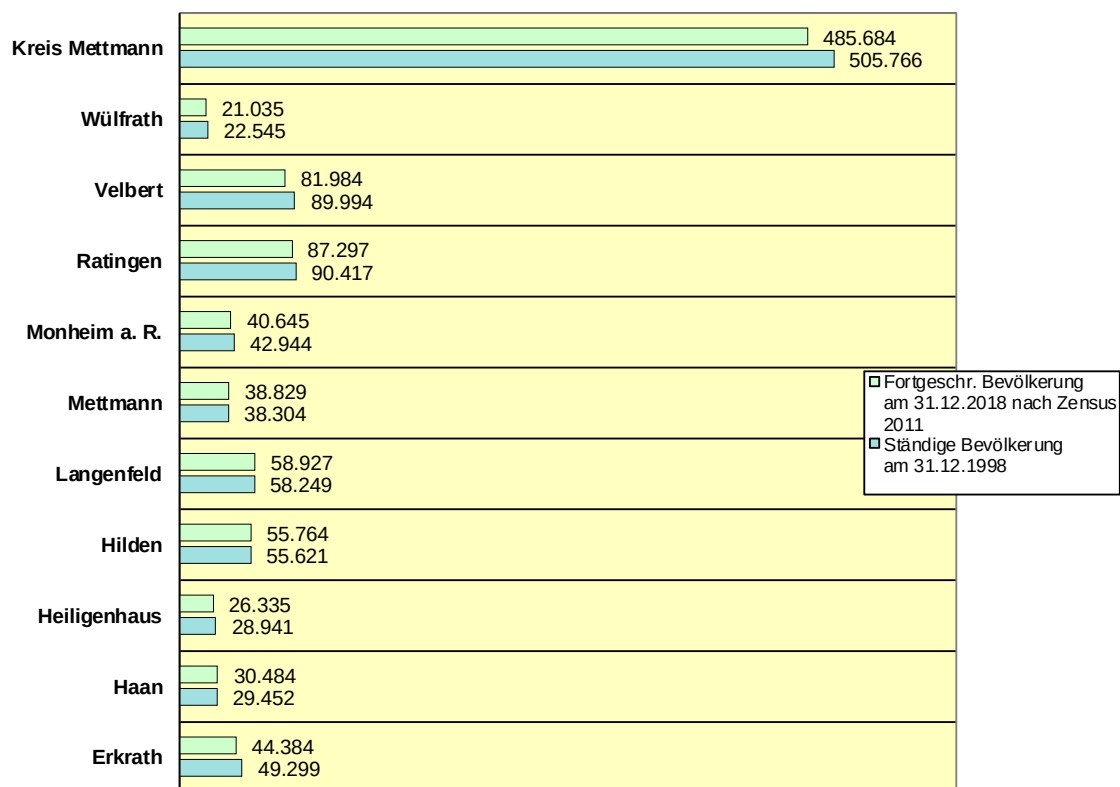 Kreis Mettmann
485.684
505.766
Wülfrath
21.035
22.545
Velbert
81.984
89.994
Ratingen
87.297
90.417
Monheim a. R.
40.645
42.944
Mettmann
38.829
38.304
Langenfeld
58.927
58.249
Hilden
55.764
55.621
Heiligenhaus
26.335
28.941
Haan
30.484
29.452
Erkrath
44.384
49.299
Fortgeschr. Bevölkerung
am 31.12.2018 nach Zensus
2011
Ständige Bevölkerung
am 31.12.1998